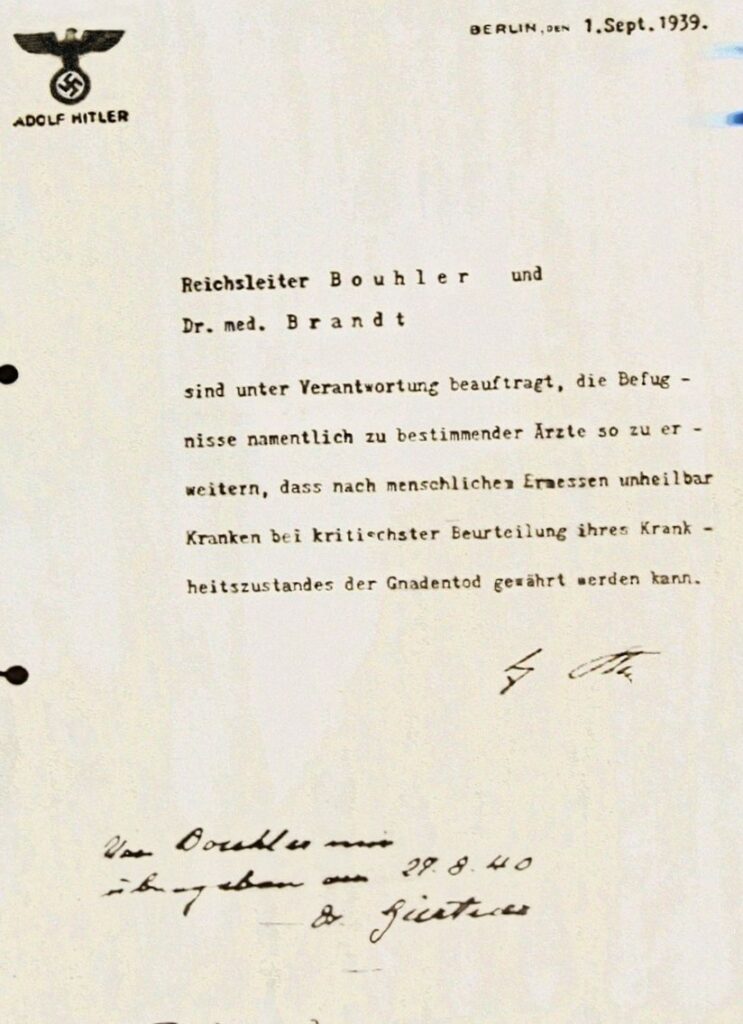 BERLIN, DEN 1.Sept.1939.
ADOLF HITLER
Reichsleiter Bouhler und
Dr. med. Brandt
sind unter Verantwortung beauftragt, die Befug -
nisse namentlich zu bestimmender Ärzte so zu er -
weitern, dass nach menschlichem Ermessen unheilbar
Kranken bei kritischster Beurteilung ihres Krank -
heitszustandes der Gnadentod gewährt werden kann.
Von Bouhler mir
übergeben am 27.8.40
Dr Gürtner